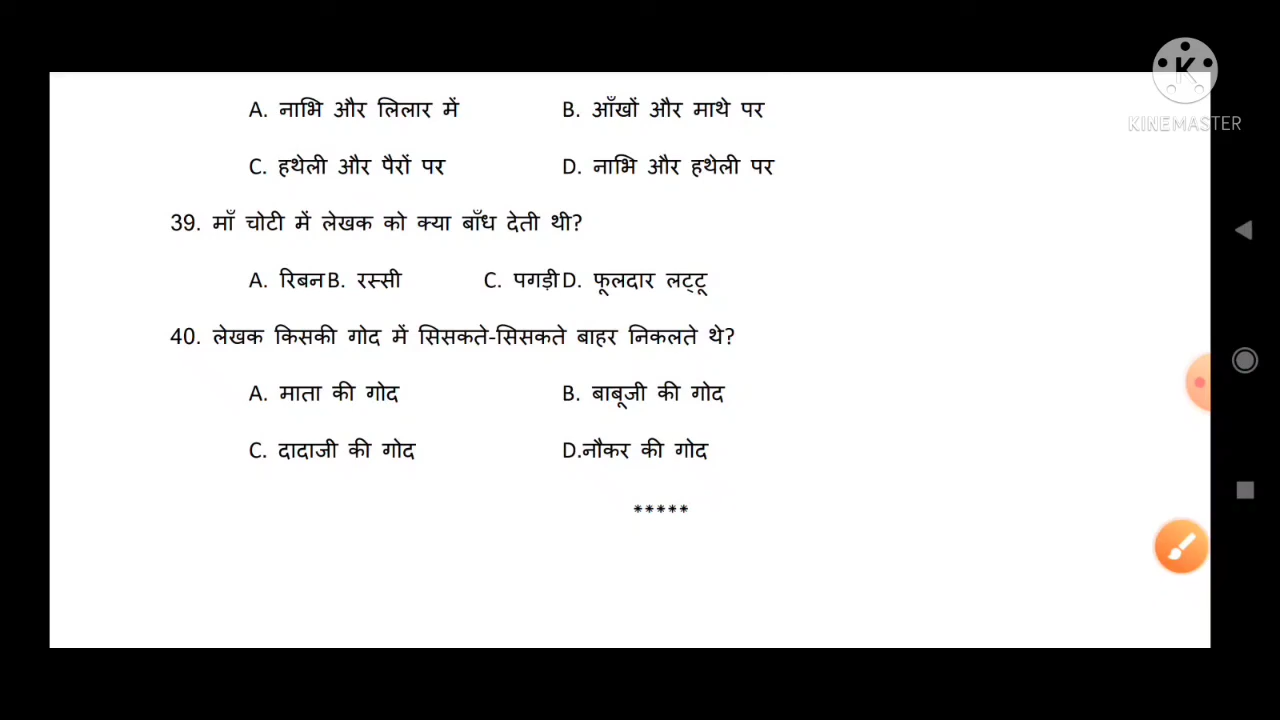 A. नाभि और लिलार में B. आँखों और माथे पर
C. हथेली और पैरों पर D. नाभि और हथेली पर
39. माँ चोटी में लेखक को क्या बाँध देती थी?
A. रिबनB. रस्सी C. पगड़ीD. फूलदार लट्टू
40. लेखक किसकी गोद में सिसकते-सिसकते बाहर निकलते थे?
A. माता की गोद B. बाबूजी की गोद
C. दादाजी की गोद D.नौकर की गोद
*****
K
KINEMASTER